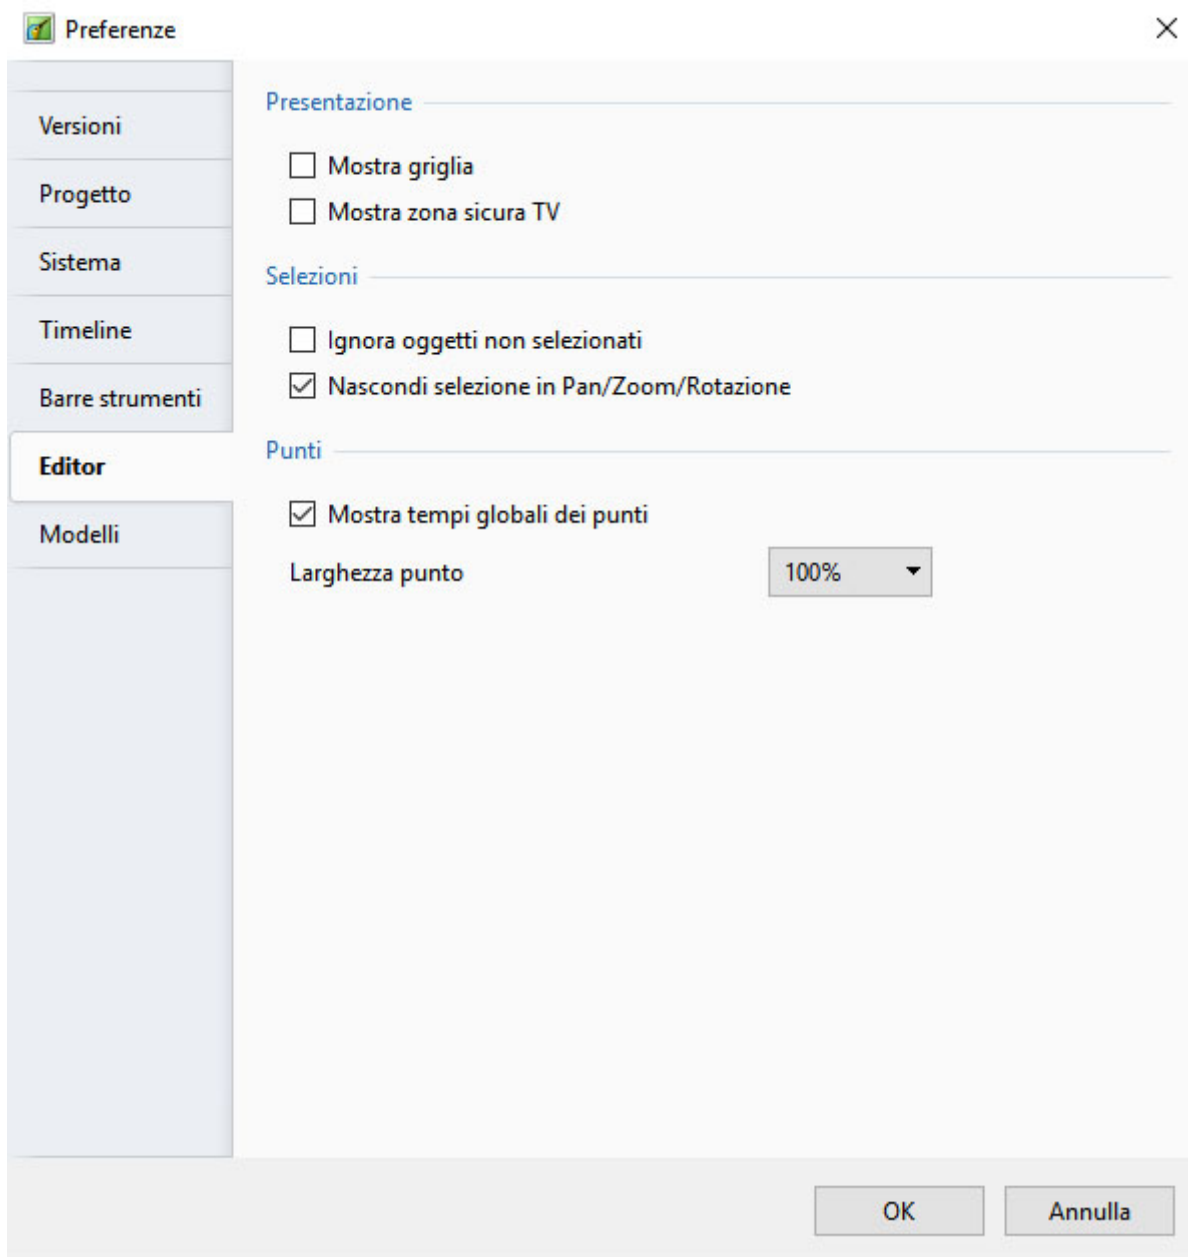 Preferenze
Versioni
Progetto
Sistema
Timeline
Barre strumenti
Editor
Modelli
Presentazione
Mostra griglia
Mostra zona sicura TV
Selezioni
Ignora oggetti non selezionati
Nascondi selezione in Pan/Zoom/Rotazione
Punti
Mostra tempi globali dei punti
Larghezza punto 100%
OK Annulla